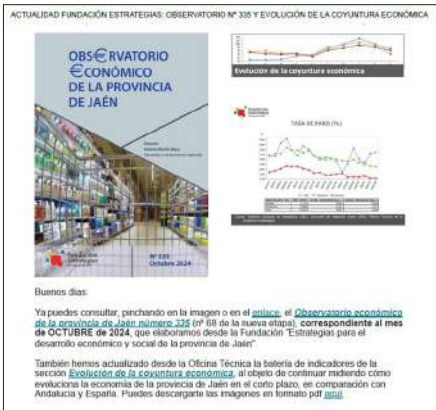 ACTUALIDAD FUNDACIÓN ESTRATEGIAS: OBSERVATORIO Nº 335 Y EVOLUCIÓN DE LA COYUNTURA ECONÓMICA
OBS€RVATORIO
€CONÓMICO
DE LA PROVINCIA
DE JAÉN
Nº 335
Octubre 2024
Fundación
Estrategias
Evolución de la coyuntura económica
TASA DE PARO (%)
Buenos días:
Ya puedes consultar, pinchando en la imagen o en el enlace, el Observatorio económico
de la provincia de Jaén número 335 (nº 68 de la nueva etapa), correspondiente al mes
de OCTUBRE de 2024, que elaboramos desde la Fundación "Estrategias para el
desarrollo económico y social de la provincia de Jaén".
También hemos actualizado desde la Oficina Técnica la batería de indicadores de la
sección Evolución de la coyuntura económica, al objeto de continuar midiendo cómo
evoluciona la economía de la provincia de Jaén en el corto plazo, en comparación con
Andalucía y España. Puedes descargarte las imágenes en formato pdf aquí.